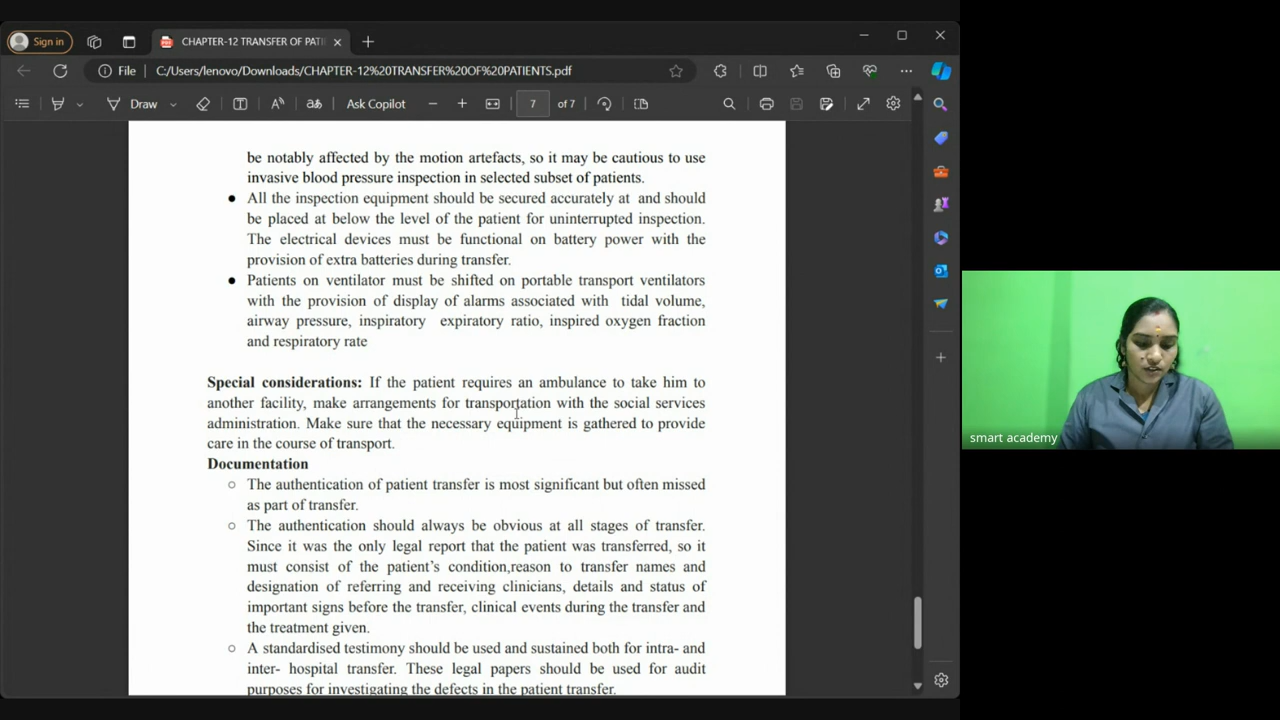 Sign in
CHAPTER-12 TRANSFER OF PATI
File C:/Users/lenovo/Downloads/CHAPTER-12%20TRANSFER%20OF%20PATIENTS.pdf
Draw Ask Copilot 7 of 7
be notably affected by the motion artefacts, so it may be cautious to use
invasive blood pressure inspection in selected subset of patients.
● All the inspection equipment should be secured accurately at and should
be placed at below the level of the patient for uninterrupted inspection.
The electrical devices must be functional on battery power with the
provision of extra batteries during transfer.
● Patients on ventilator must be shifted on portable transport ventilators
with the provision of display of alarms associated with tidal volume,
airway pressure, inspiratory expiratory ratio, inspired oxygen fraction
and respiratory rate
Special considerations: If the patient requires an ambulance to take him to
another facility, make arrangements for transportation with the social services
administration. Make sure that the necessary equipment is gathered to provide
care in the course of transport.
Documentation
○ The authentication of patient transfer is most significant but often missed
as part of transfer.
○ The authentication should always be obvious at all stages of transfer.
Since it was the only legal report that the patient was transferred, so it
must consist of the patient's condition,reason to transfer names and
designation of referring and receiving clinicians, details and status of
important signs before the transfer, clinical events during the transfer and
the treatment given.
○ A standardised testimony should be used and sustained both for intra- and
inter- hospital transfer. These legal papers should be used for audit
purposes for investigating the defects in the patient transfer.
smart academy